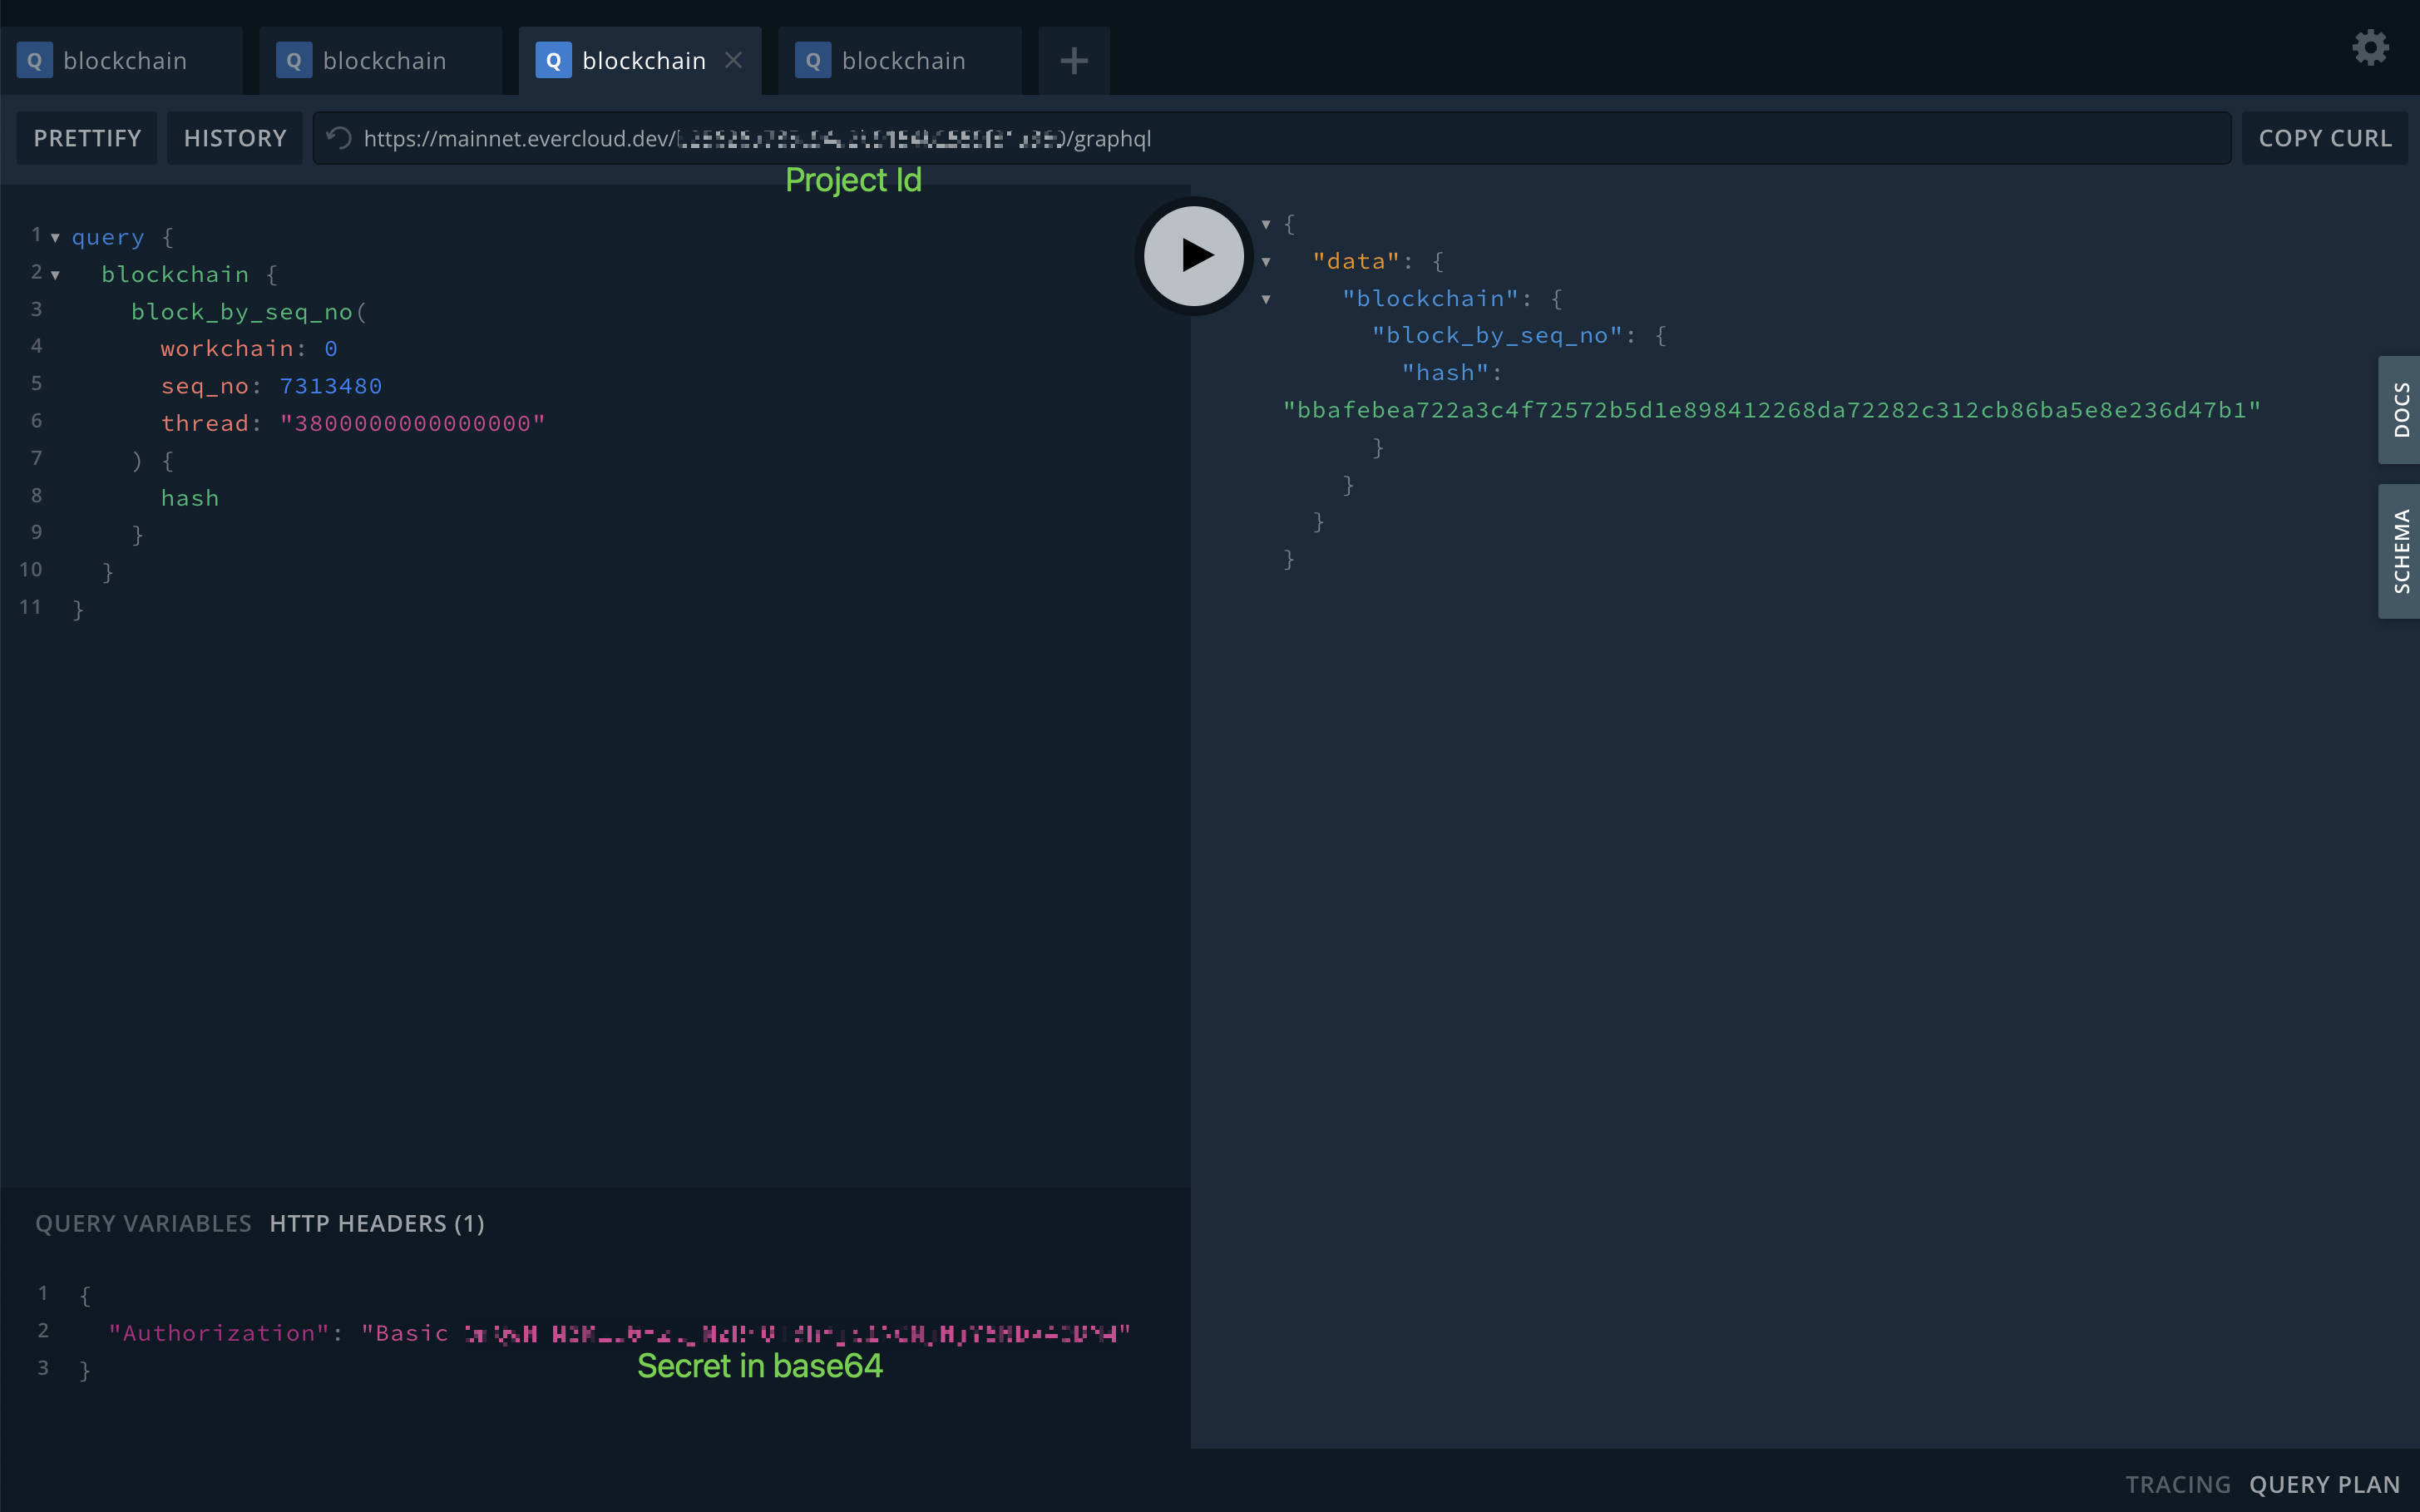 Q blockchain Q blockchain Q blockchain Q blockchain
PRETTIFY HISTORY https://mainnet.evercloud.dev/ /graphql COPY CURL
Project Id
1 query {
2 blockchain {
3 block_by_seq_no(
4 workchain: 0
5 seq_no: 7313480
6 thread: "3800000000000000"
7 ) {
8 hash
9 }
10 }
11 }
{
"data": {
"blockchain": {
"block_by_seq_no": {
"hash":
"bbafebea722a3c4f72572b5d1e898412268da72282c312cb86ba5e8e236d47b1"
}
}
}
}
DOCS
SCHEMA
QUERY VARIABLES HTTP HEADERS (1)
1 {
2 "Authorization": "Basic "
Secret in base64
3 }
TRACING QUERY PLAN